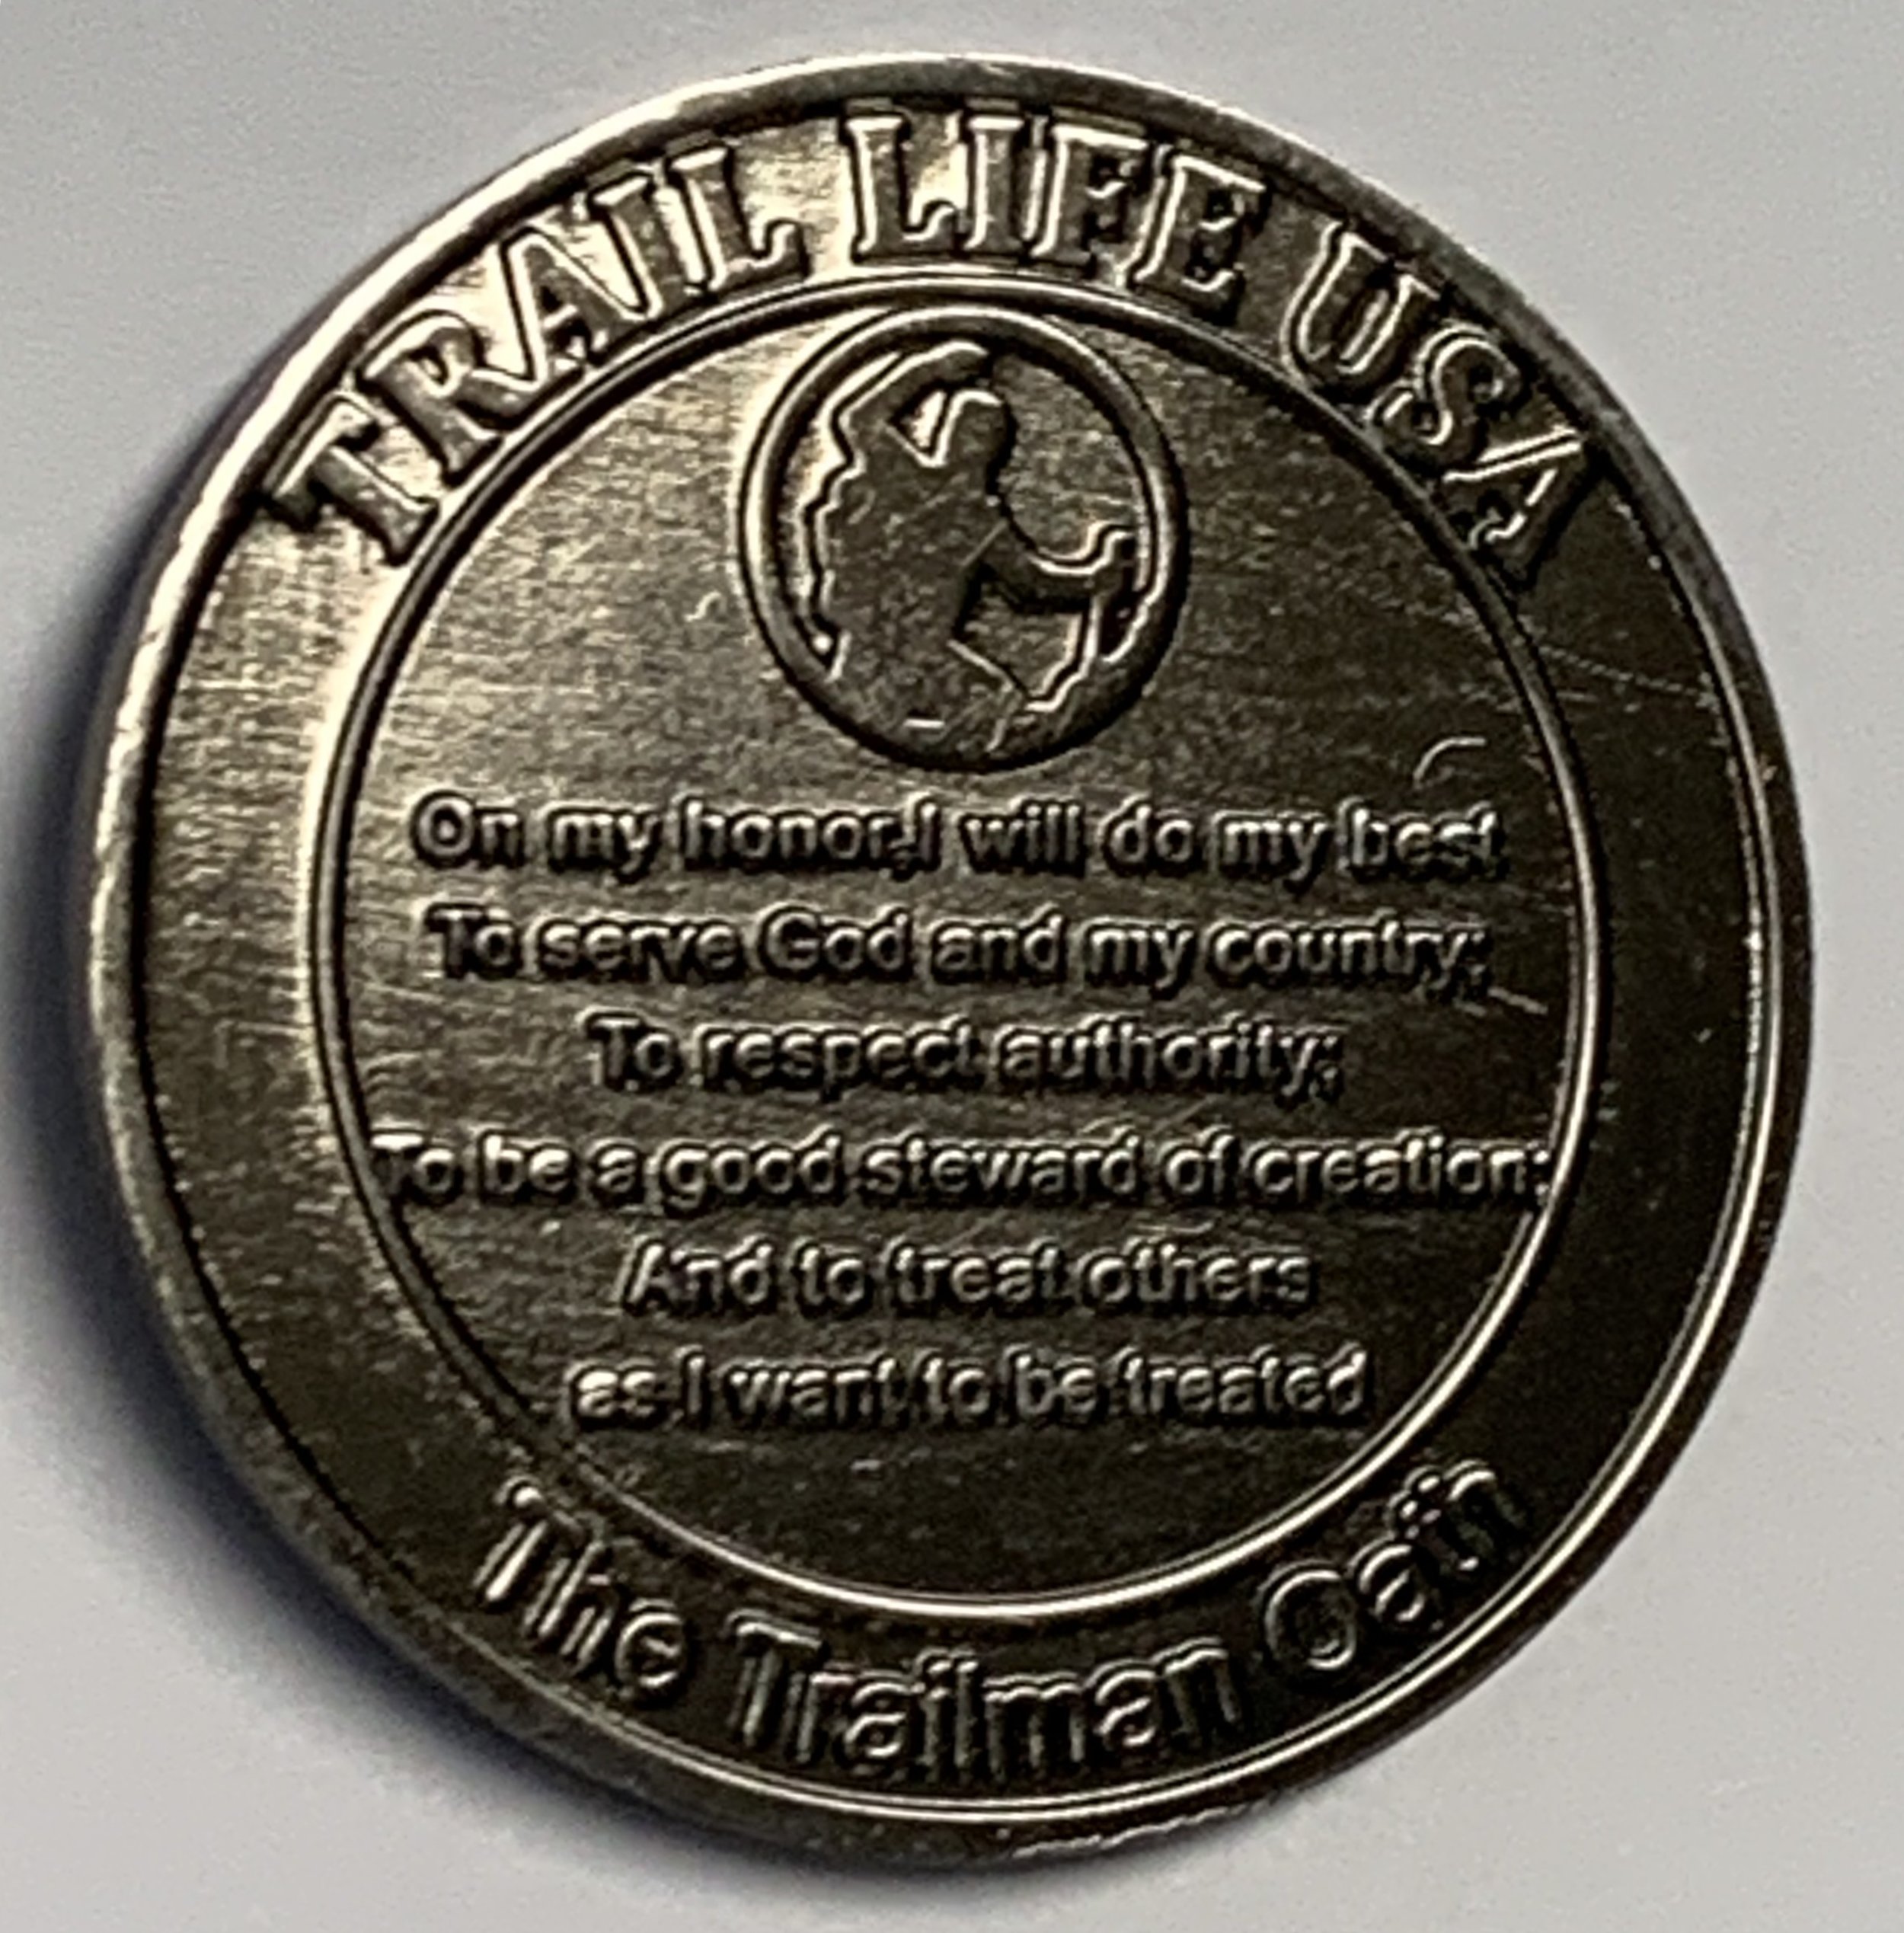 TRAIL LIFE USA
On my honor,I will do my best
To serve God and my country;
To respect authority;
To be a good steward of creation;
And to treat others
as I want to be treated
The Trailman Oath